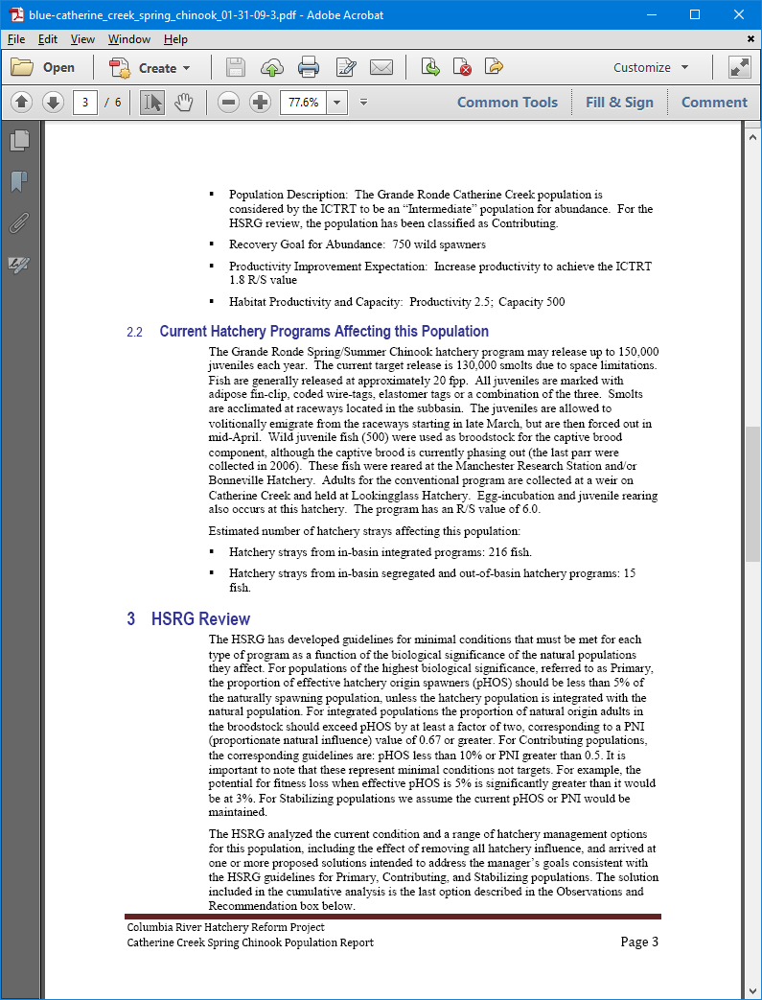 blue-catherine_creek_spring_chinook_01-31-09-3.pdf - Adobe Acrobat
File Edit View Window Help
Open Create Customize
3 / 6 77.6% Common Tools Fill & Sign Comment
▪ Population Description: The Grande Ronde Catherine Creek population is
considered by the ICTRT to be an “Intermediate” population for abundance. For the
HSRG review, the population has been classified as Contributing.
▪ Recovery Goal for Abundance: 750 wild spawners
▪ Productivity Improvement Expectation: Increase productivity to achieve the ICTRT
1.8 R/S value
▪ Habitat Productivity and Capacity: Productivity 2.5; Capacity 500
2.2 Current Hatchery Programs Affecting this Population
The Grande Ronde Spring/Summer Chinook hatchery program may release up to 150,000
juveniles each year. The current target release is 130,000 smolts due to space limitations.
Fish are generally released at approximately 20 fpp. All juveniles are marked with
adipose fin-clip, coded wire-tags, elastomer tags or a combination of the three. Smolts
are acclimated at raceways located in the subbasin. The juveniles are allowed to
volitionally emigrate from the raceways starting in late March, but are then forced out in
mid-April. Wild juvenile fish (500) were used as broodstock for the captive brood
component, although the captive brood is currently phasing out (the last parr were
collected in 2006). These fish were reared at the Manchester Research Station and/or
Bonneville Hatchery. Adults for the conventional program are collected at a weir on
Catherine Creek and held at Lookingglass Hatchery. Egg-incubation and juvenile rearing
also occurs at this hatchery. The program has an R/S value of 6.0.
Estimated number of hatchery strays affecting this population:
▪ Hatchery strays from in-basin integrated programs: 216 fish.
▪ Hatchery strays from in-basin segregated and out-of-basin hatchery programs: 15
fish.
3 HSRG Review
The HSRG has developed guidelines for minimal conditions that must be met for each
type of program as a function of the biological significance of the natural populations
they affect. For populations of the highest biological significance, referred to as Primary,
the proportion of effective hatchery origin spawners (pHOS) should be less than 5% of
the naturally spawning population, unless the hatchery population is integrated with the
natural population. For integrated populations the proportion of natural origin adults in
the broodstock should exceed pHOS by at least a factor of two, corresponding to a PNI
(proportionate natural influence) value of 0.67 or greater. For Contributing populations,
the corresponding guidelines are: pHOS less than 10% or PNI greater than 0.5. It is
important to note that these represent minimal conditions not targets. For example, the
potential for fitness loss when effective pHOS is 5% is significantly greater than it would
be at 3%. For Stabilizing populations we assume the current pHOS or PNI would be
maintained.
The HSRG analyzed the current condition and a range of hatchery management options
for this population, including the effect of removing all hatchery influence, and arrived at
one or more proposed solutions intended to address the manager’s goals consistent with
the HSRG guidelines for Primary, Contributing, and Stabilizing populations. The solution
included in the cumulative analysis is the last option described in the Observations and
Recommendation box below.
Columbia River Hatchery Reform Project
Catherine Creek Spring Chinook Population Report Page 3